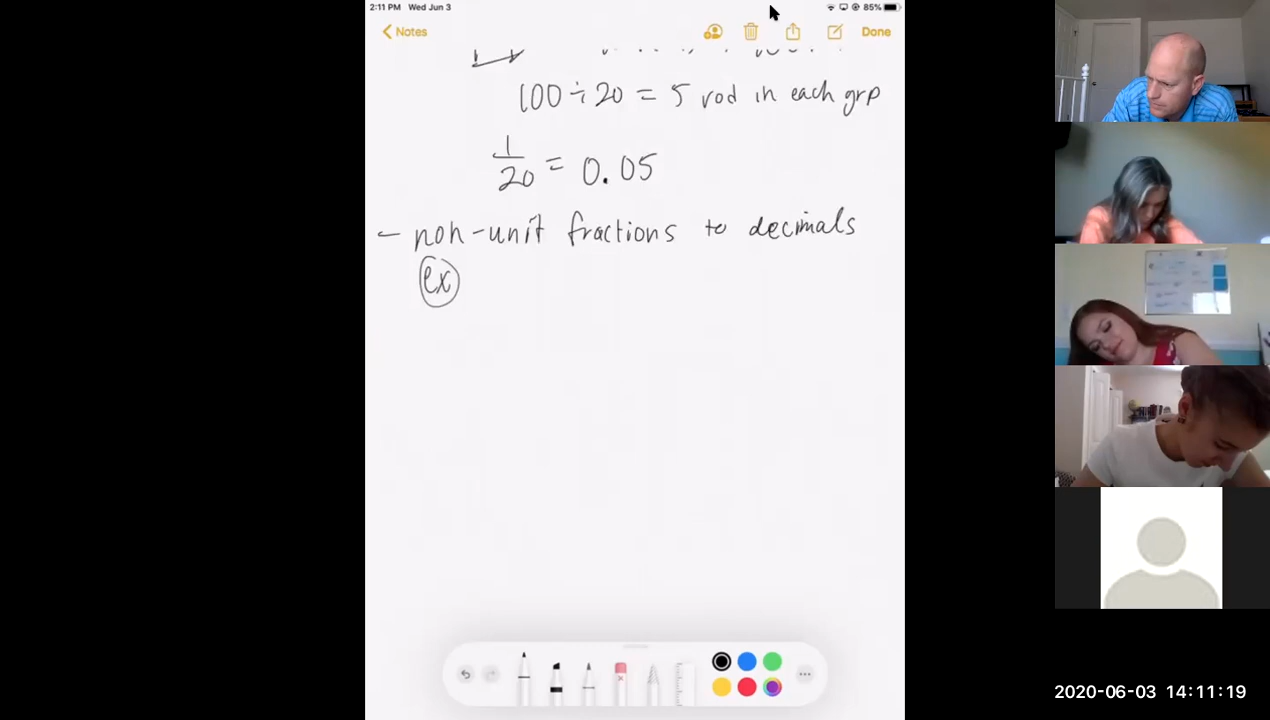 2:11 PM Wed Jun 3
85%
Notes
Done
100 ÷ 20 = 5 rod in each grp
1/20 = 0.05
- non-unit fractions to decimals
ex
2020-06-03 14:11:19